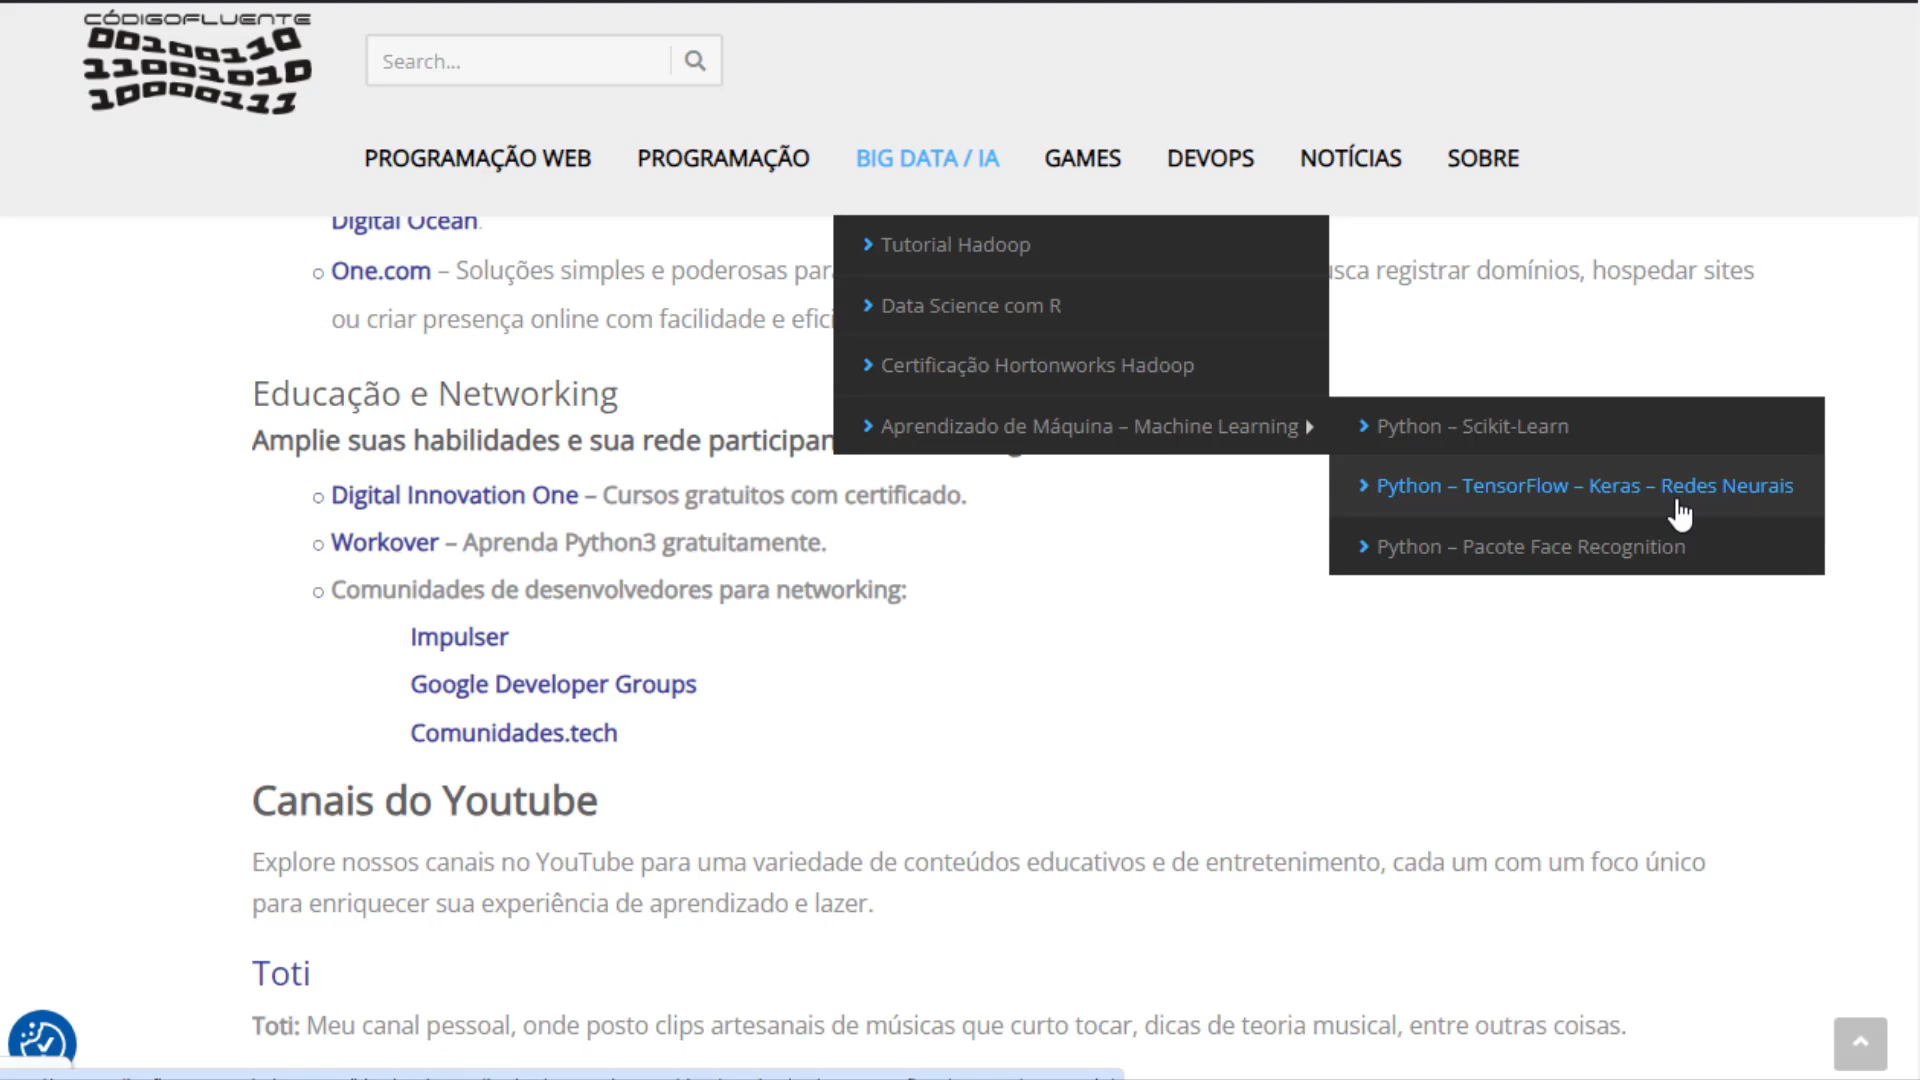 CÓDIGOFLUENTE
00100110
11001010
10000111
Search...
PROGRAMAÇÃO WEB PROGRAMAÇÃO BIG DATA / IA GAMES DEVOPS NOTÍCIAS SOBRE
Digital Ocean.
Tutorial Hadoop
One.com – Soluções simples e poderosas par
sca registrar domínios, hospedar sites
Data Science com R
ou criar presença online com facilidade e efici
Certificação Hortonworks Hadoop
Educação e Networking
Aprendizado de Máquina – Machine Learning
Python – Scikit-Learn
Amplie suas habilidades e sua rede participan
Python – TensorFlow – Keras – Redes Neurais
Digital Innovation One – Cursos gratuitos com certificado.
Python – Pacote Face Recognition
Workover – Aprenda Python3 gratuitamente.
Comunidades de desenvolvedores para networking:
Impulser
Google Developer Groups
Comunidades.tech
Canais do Youtube
Explore nossos canais no YouTube para uma variedade de conteúdos educativos e de entretenimento, cada um com um foco único
para enriquecer sua experiência de aprendizado e lazer.
Toti
Toti: Meu canal pessoal, onde posto clips artesanais de músicas que curto tocar, dicas de teoria musical, entre outras coisas.